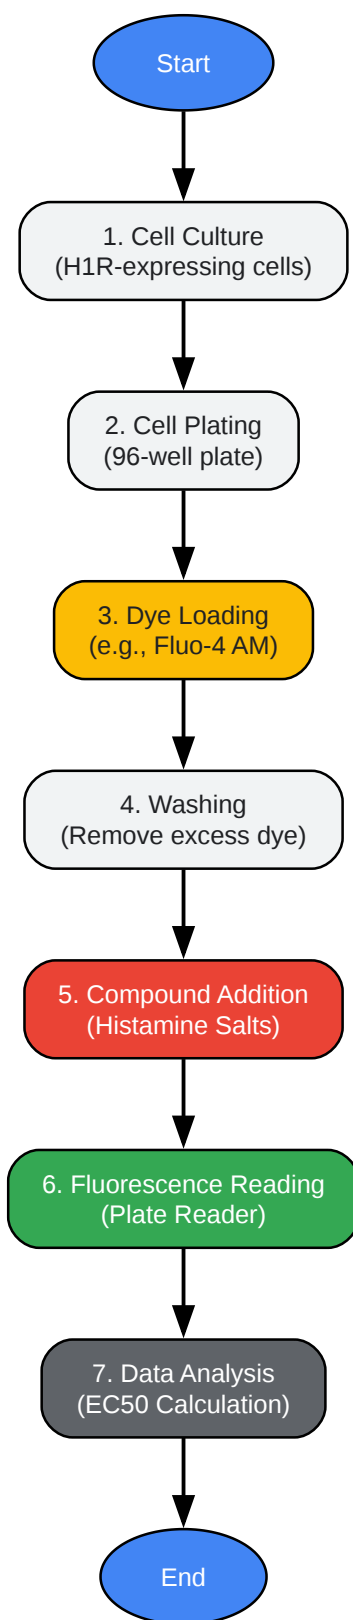 Start
1. Cell Culture
(H1R-expressing cells)
2. Cell Plating
(96-well plate)
3. Dye Loading
(e.g., Fluo-4 AM)
4. Washing
(Remove excess dye)
5. Compound Addition
(Histamine Salts)
6. Fluorescence Reading
(Plate Reader)
7. Data Analysis
(EC50 Calculation)
End